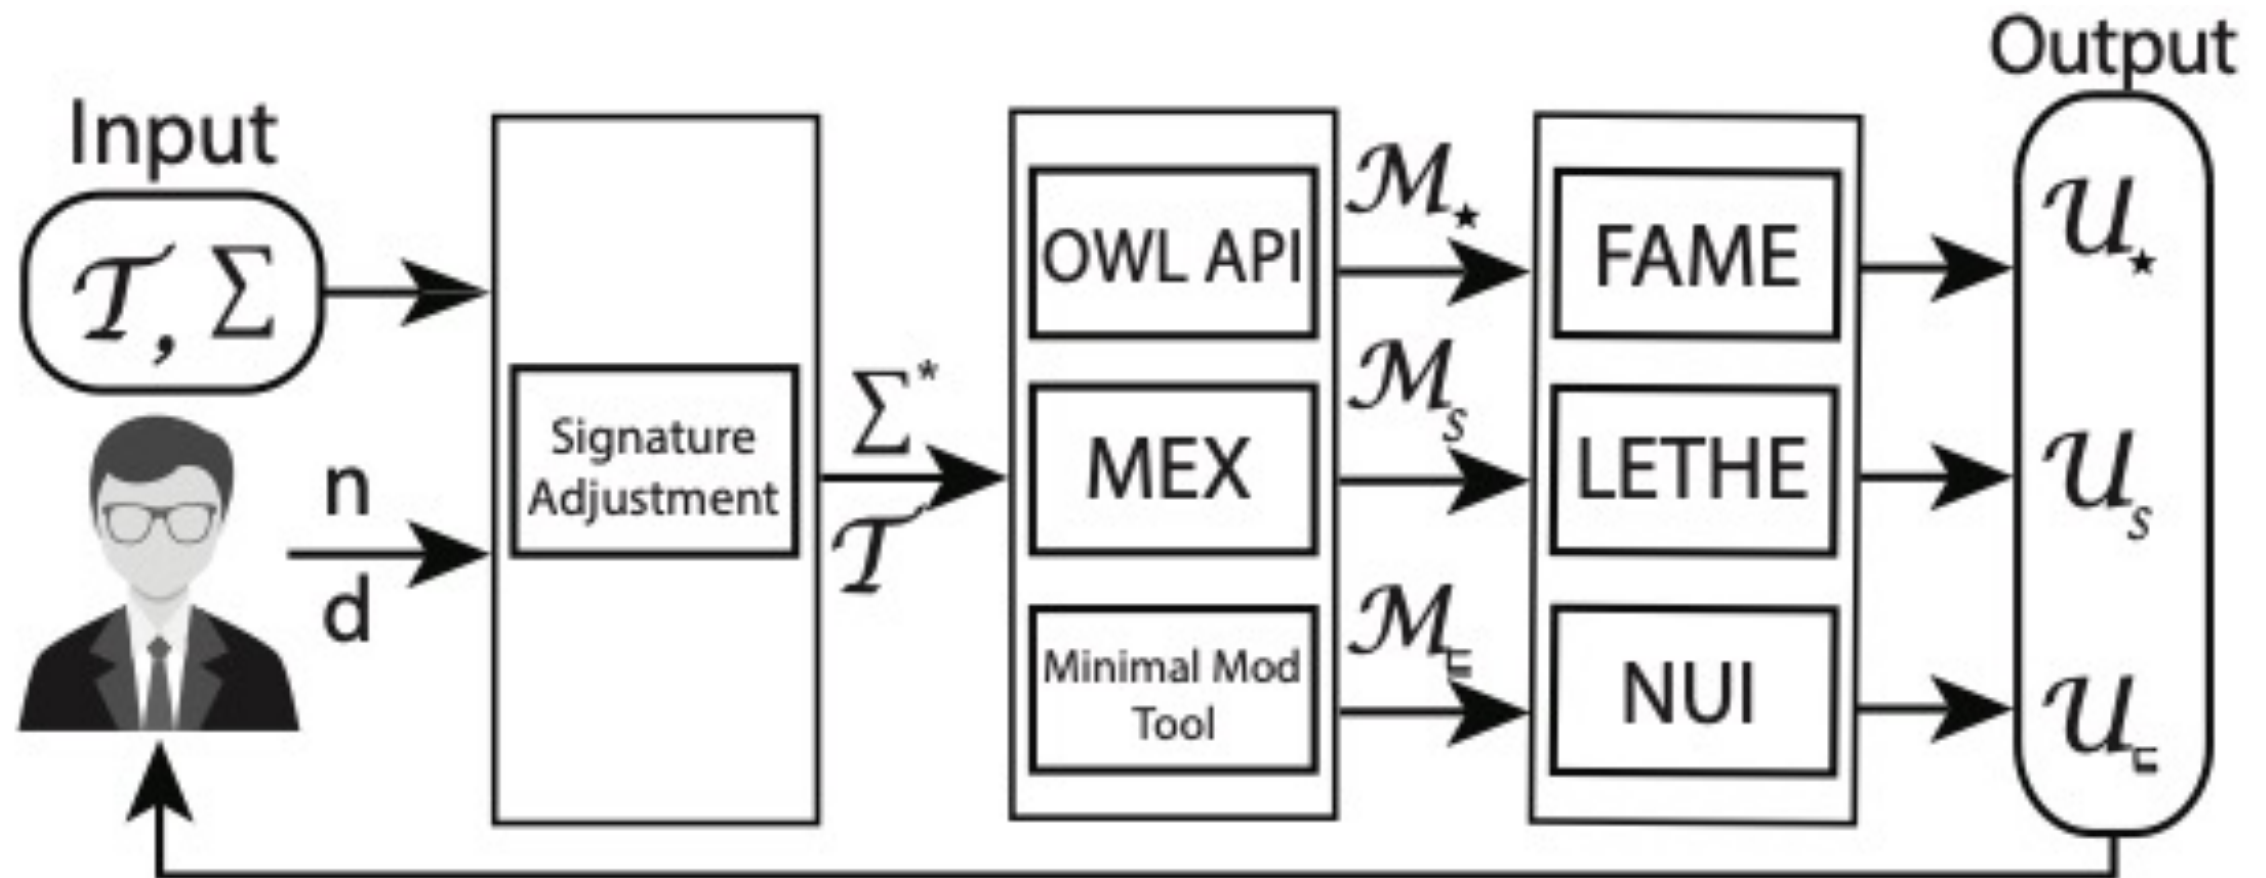 Input
𝒯, Σ
n
d
Signature
Adjustment
Σ*
𝒯
OWL API
MEX
Minimal Mod
Tool
ℳ⋆
ℳS
ℳ⊑
FAME
LETHE
NUI
Output
𝒰⋆
𝒰S
𝒰⊑